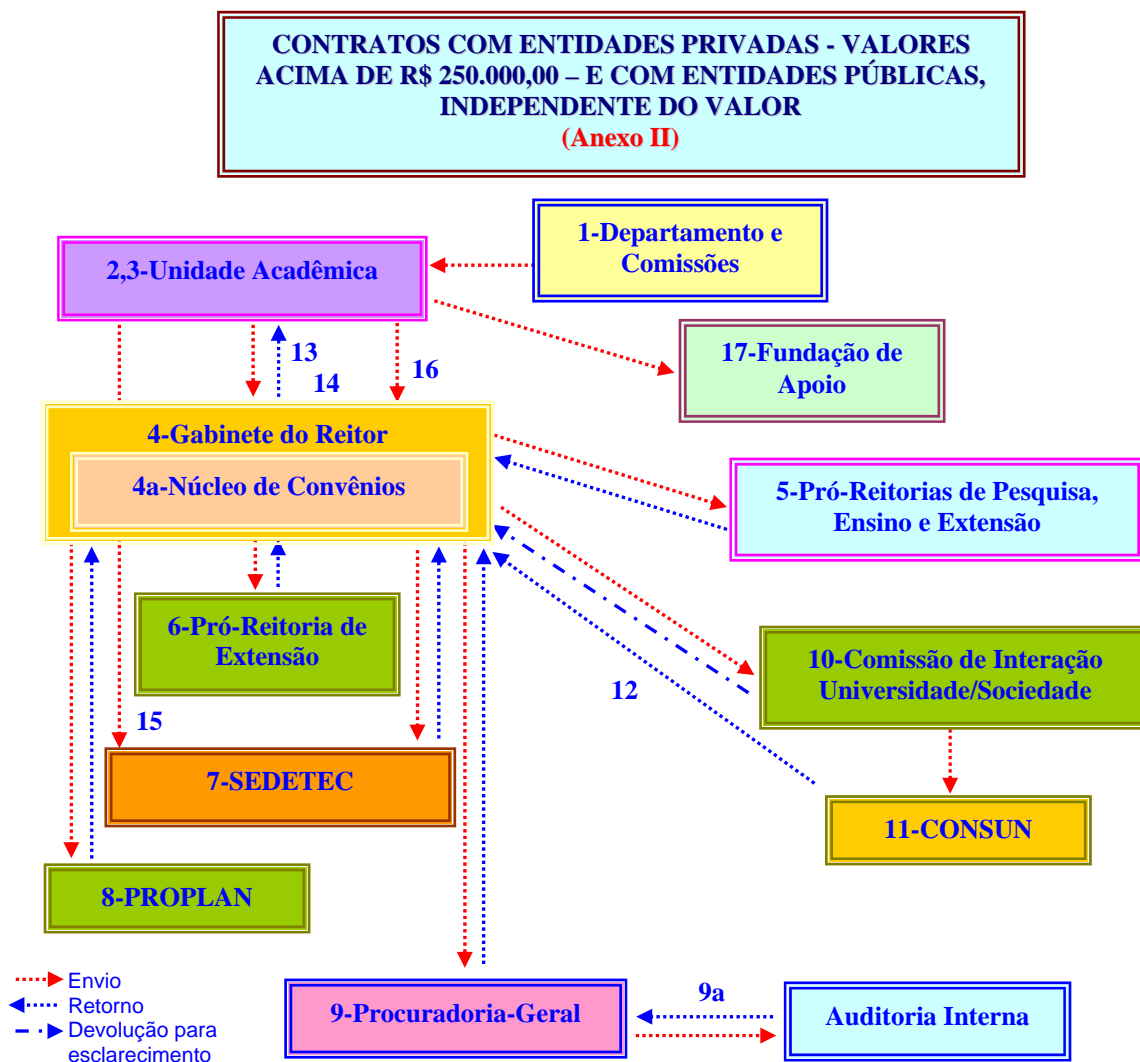 CONTRATOS COM ENTIDADES PRIVADAS - VALORES
ACIMA DE R$ 250.000,00 – E COM ENTIDADES PÚBLICAS,
INDEPENDENTE DO VALOR
(Anexo II)
1-Departamento e
Comissões
2,3-Unidade Acadêmica
17-Fundação de
Apoio
13
14
16
4-Gabinete do Reitor
4a-Núcleo de Convênios
5-Pró-Reitorias de Pesquisa,
Ensino e Extensão
6-Pró-Reitoria de
Extensão
10-Comissão de Interação
Universidade/Sociedade
12
15
7-SEDETEC
11-CONSUN
8-PROPLAN
Envio
Retorno
Devolução para
esclarecimento
9-Procuradoria-Geral
9a
Auditoria Interna